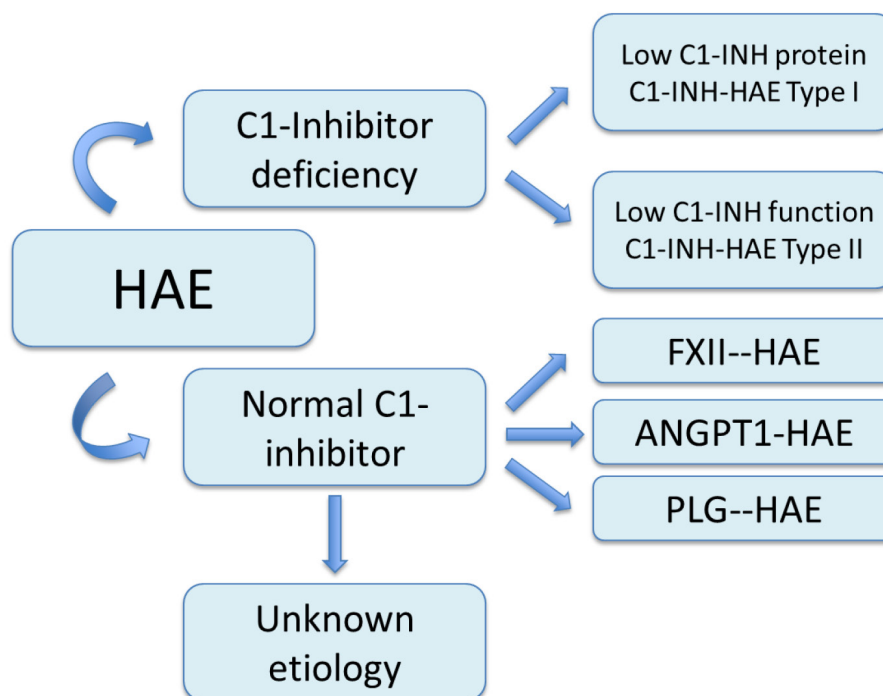 Low C1-INH protein
C1-INH-HAE Type I
C1-Inhibitor
deficiency
Low C1-INH function
C1-INH-HAE Type II
HAE
FXII--HAE
Normal C1-
inhibitor
ANGPT1-HAE
PLG--HAE
Unknown
etiology